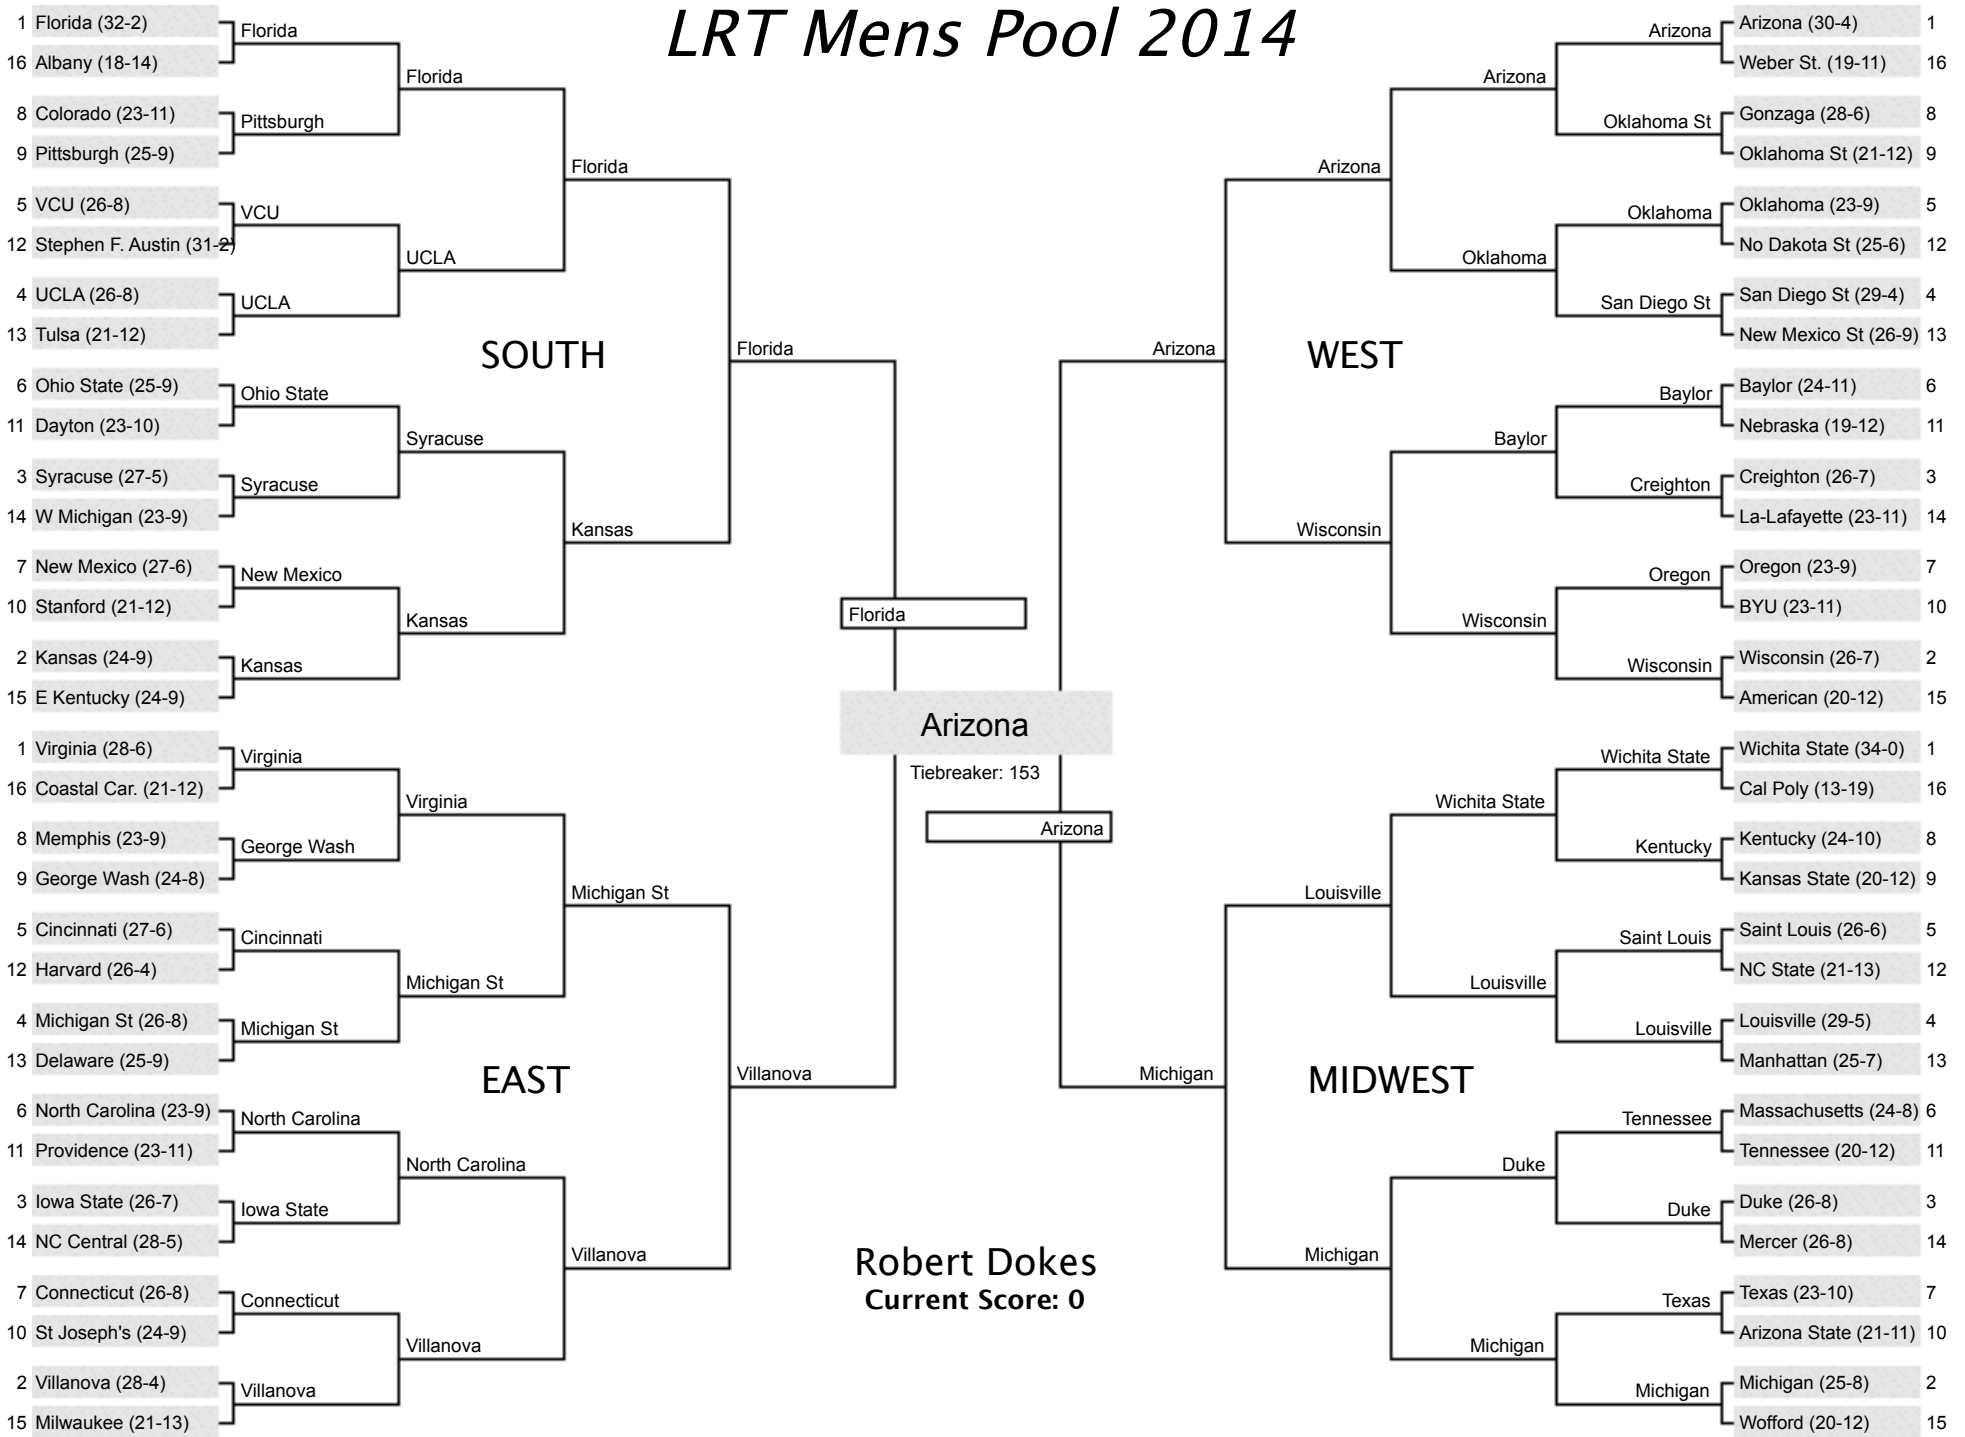 LRT Mens Pool 2014
1 Florida (32-2)
Florida
16 Albany (18-14)
Florida
8 Colorado (23-11)
Pittsburgh
9 Pittsburgh (25-9)
Florida
5 VCU (26-8)
VCU
12 Stephen F. Austin (31-2)
UCLA
4 UCLA (26-8)
UCLA
13 Tulsa (21-12)
SOUTH
Florida
6 Ohio State (25-9)
Ohio State
11 Dayton (23-10)
Syracuse
3 Syracuse (27-5)
Syracuse
14 W Michigan (23-9)
Kansas
7 New Mexico (27-6)
New Mexico
10 Stanford (21-12)
Kansas
2 Kansas (24-9)
Kansas
15 E Kentucky (24-9)
1 Virginia (28-6)
Virginia
16 Coastal Car. (21-12)
Virginia
8 Memphis (23-9)
George Wash
9 George Wash (24-8)
Michigan St
5 Cincinnati (27-6)
Cincinnati
12 Harvard (26-4)
Michigan St
4 Michigan St (26-8)
Michigan St
13 Delaware (25-9)
EAST
Villanova
6 North Carolina (23-9)
North Carolina
11 Providence (23-11)
North Carolina
3 Iowa State (26-7)
Iowa State
14 NC Central (28-5)
Villanova
7 Connecticut (26-8)
Connecticut
10 St Joseph's (24-9)
Villanova
2 Villanova (28-4)
Villanova
15 Milwaukee (21-13)
Florida
Arizona
Tiebreaker: 153
Arizona
Robert Dokes
Current Score: 0
Arizona (30-4) 1
Arizona
Weber St. (19-11) 16
Arizona
Gonzaga (28-6) 8
Oklahoma St
Oklahoma St (21-12) 9
Arizona
Oklahoma (23-9) 5
Oklahoma
No Dakota St (25-6) 12
Oklahoma
San Diego St (29-4) 4
San Diego St
New Mexico St (26-9) 13
Arizona
WEST
Baylor (24-11) 6
Baylor
Nebraska (19-12) 11
Baylor
Creighton (26-7) 3
Creighton
La-Lafayette (23-11) 14
Wisconsin
Oregon (23-9) 7
Oregon
BYU (23-11) 10
Wisconsin
Wisconsin (26-7) 2
Wisconsin
American (20-12) 15
Wichita State (34-0) 1
Wichita State
Cal Poly (13-19) 16
Wichita State
Kentucky (24-10) 8
Kentucky
Kansas State (20-12) 9
Louisville
Saint Louis (26-6) 5
Saint Louis
NC State (21-13) 12
Louisville
Louisville (29-5) 4
Louisville
Manhattan (25-7) 13
Michigan
MIDWEST
Massachusetts (24-8) 6
Tennessee
Tennessee (20-12) 11
Duke
Duke (26-8) 3
Duke
Mercer (26-8) 14
Michigan
Texas (23-10) 7
Texas
Arizona State (21-11) 10
Michigan
Michigan (25-8) 2
Michigan
Wofford (20-12) 15